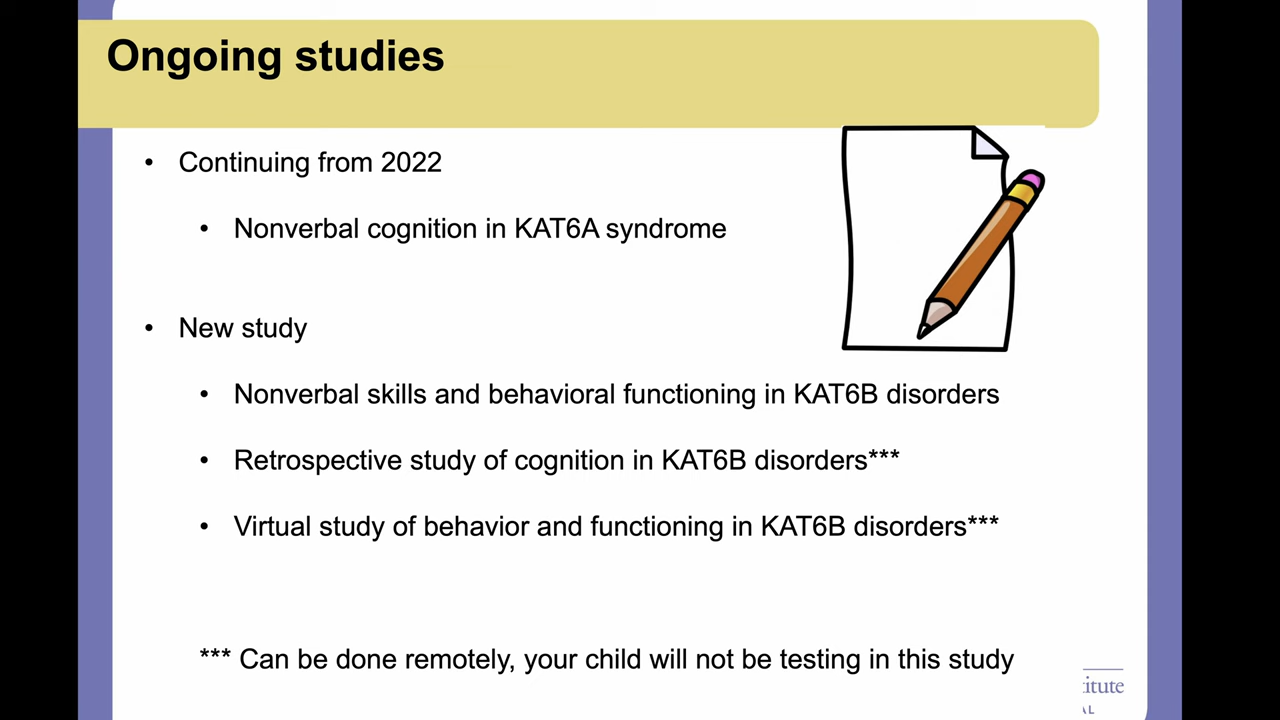 Ongoing studies
• Continuing from 2022
• Nonverbal cognition in KAT6A syndrome
• New study
• Nonverbal skills and behavioral functioning in KAT6B disorders
• Retrospective study of cognition in KAT6B disorders***
• Virtual study of behavior and functioning in KAT6B disorders***
*** Can be done remotely, your child will not be testing in this study
titute
AL